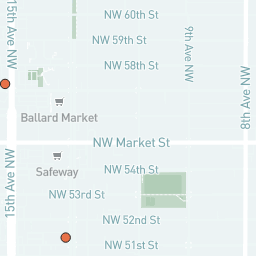 15th Ave NW
NW 60th St
NW 59th St
9th Ave NW
NW 58th St
8th Ave NW
Ballard Market
NW Market St
Safeway
NW 54th St
15th Ave NW
NW 53rd St
NW 52nd St
NW 51st St